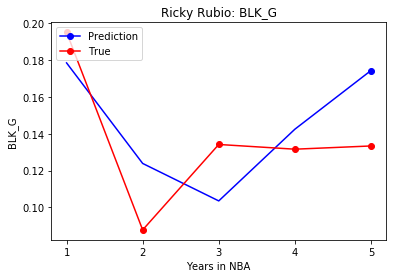 Ricky Rubio: BLK_G
Prediction
True
BLK_G
0.20
0.18
0.16
0.14
0.12
0.10
1 2 3 4 5
Years in NBA